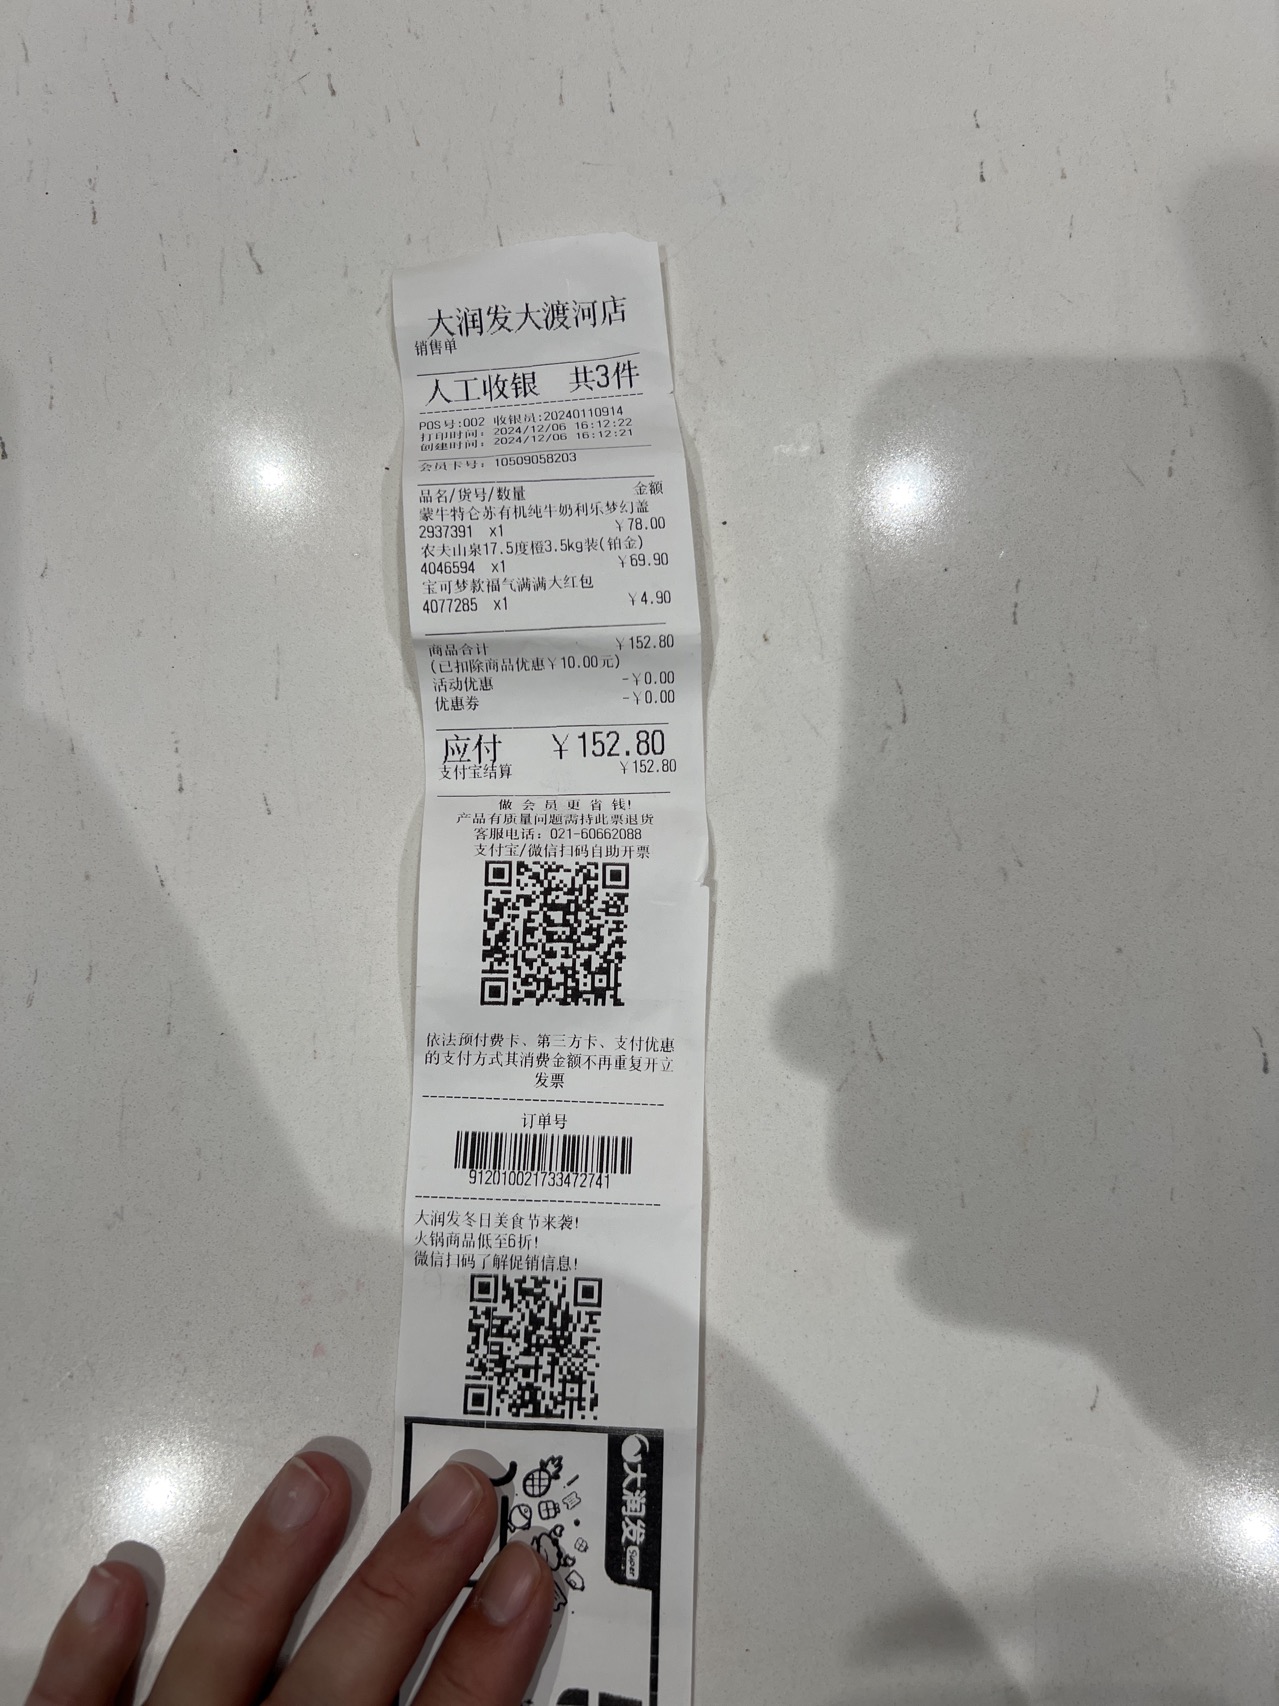 大润发大渡河店
销售单
人工收银 共3件
POS号:002 收银员:20240110914
打印时间: 2024/12/06 16:12:22
创建时间: 2024/12/06 16:12:21
会员卡号: 10509058203
品名/货号/数量 金额
蒙牛特仑苏有机纯牛奶利乐梦幻盖
2937391 x1 ¥78.00
农夫山泉17.5度橙3.5kg装(铂金)
4046594 x1 ¥69.90
宝可梦款福气满满大红包
4077285 x1 ¥4.90
商品合计 ¥152.80
(已扣除商品优惠¥10.00元)
活动优惠 -¥0.00
优惠券 -¥0.00
应付 ¥152.80
支付宝结算 ¥152.80
做会员更省钱!
产品有质量问题需持此票退货
客服电话: 021-60662088
支付宝/微信扫码自助开票
依法预付费卡、第三方卡、支付优惠
的支付方式其消费金额不再重复开立
发票
订单号
912010021733472741
大润发冬日美食节来袭!
火锅商品低至6折!
微信扫码了解促销信息!
大润发 Super